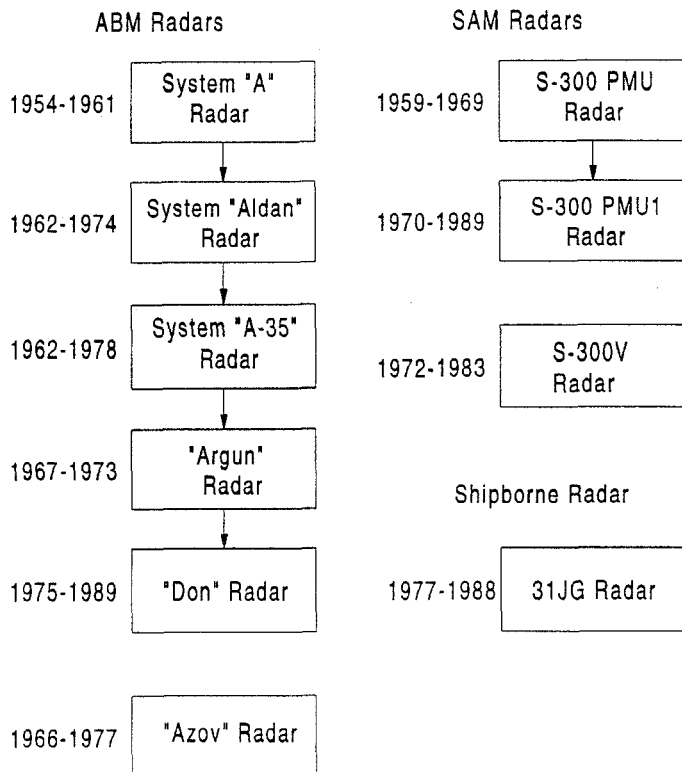 ABM Radars
1954-1961
System "A"
Radar
1962-1974
System "Aldan"
Radar
1962-1978
System "A-35"
Radar
1967-1973
"Argun"
Radar
1975-1989
"Don" Radar
1966-1977
"Azov" Radar
SAM Radars
1959-1969
S-300 PMU
Radar
1970-1989
S-300 PMU1
Radar
1972-1983
S-300V
Radar
Shipborne Radar
1977-1988
31JG Radar